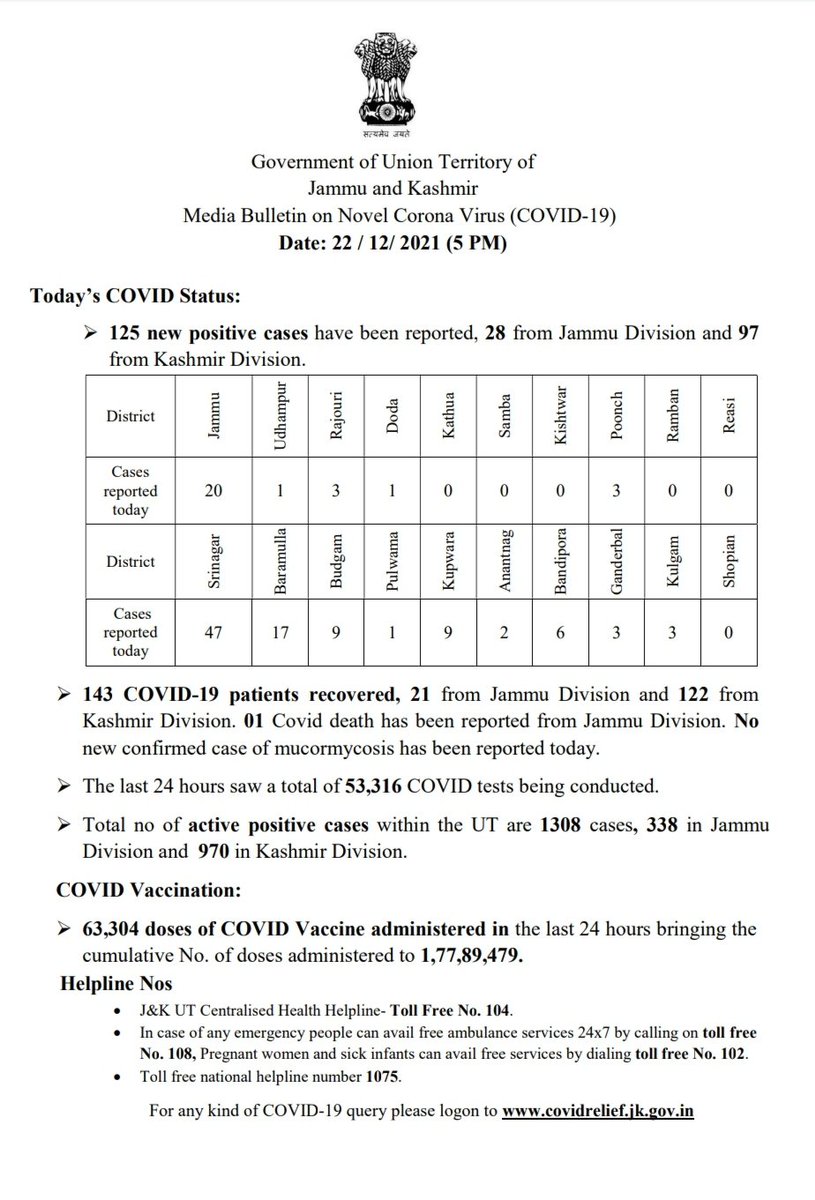 सत्यमेव जयते
Government of Union Territory of
Jammu and Kashmir
Media Bulletin on Novel Corona Virus (COVID-19)
Date: 22 / 12/ 2021 (5 PM)
Today’s COVID Status:
➢ 125 new positive cases have been reported, 28 from Jammu Division and 97
from Kashmir Division.
District Jammu Udhampur Rajouri Doda Kathua Samba Kishtwar Poonch Ramban Reasi
Cases
reported
today 20 1 3 1 0 0 0 3 0 0
District Srinagar Baramulla Budgam Pulwama Kupwara Anantnag Bandipora Ganderbal Kulgam Shopian
Cases
reported
today 47 17 9 1 9 2 6 3 3 0
➢ 143 COVID-19 patients recovered, 21 from Jammu Division and 122 from
Kashmir Division. 01 Covid death has been reported from Jammu Division. No
new confirmed case of mucormycosis has been reported today.
➢ The last 24 hours saw a total of 53,316 COVID tests being conducted.
➢ Total no of active positive cases within the UT are 1308 cases, 338 in Jammu
Division and 970 in Kashmir Division.
COVID Vaccination:
➢ 63,304 doses of COVID Vaccine administered in the last 24 hours bringing the
cumulative No. of doses administered to 1,77,89,479.
Helpline Nos
• J&K UT Centralised Health Helpline- Toll Free No. 104.
• In case of any emergency people can avail free ambulance services 24x7 by calling on toll free
No. 108, Pregnant women and sick infants can avail free services by dialing toll free No. 102.
• Toll free national helpline number 1075.
For any kind of COVID-19 query please logon to www.covidrelief.jk.gov.in